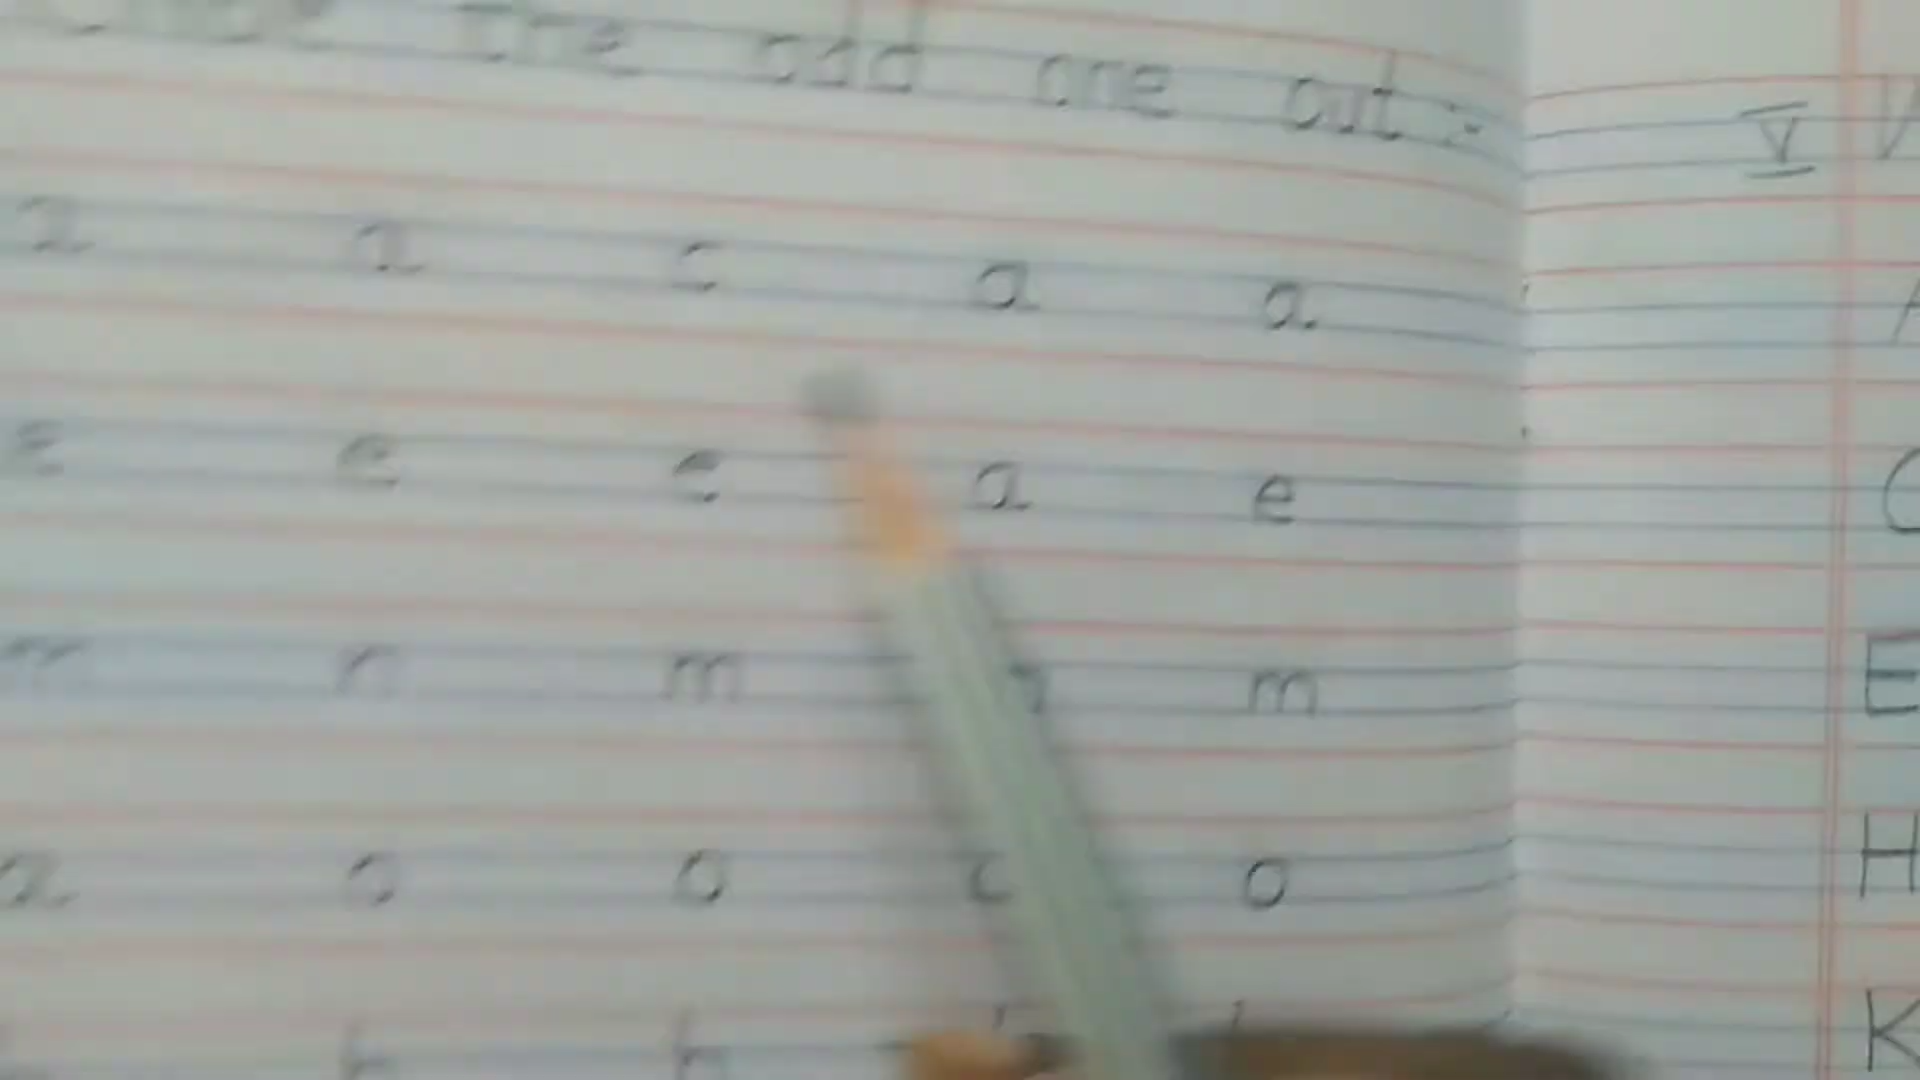 the odd one out :-
a a c a a
e e e a e
m n m m
a o o o
V
A
C
E
H
K